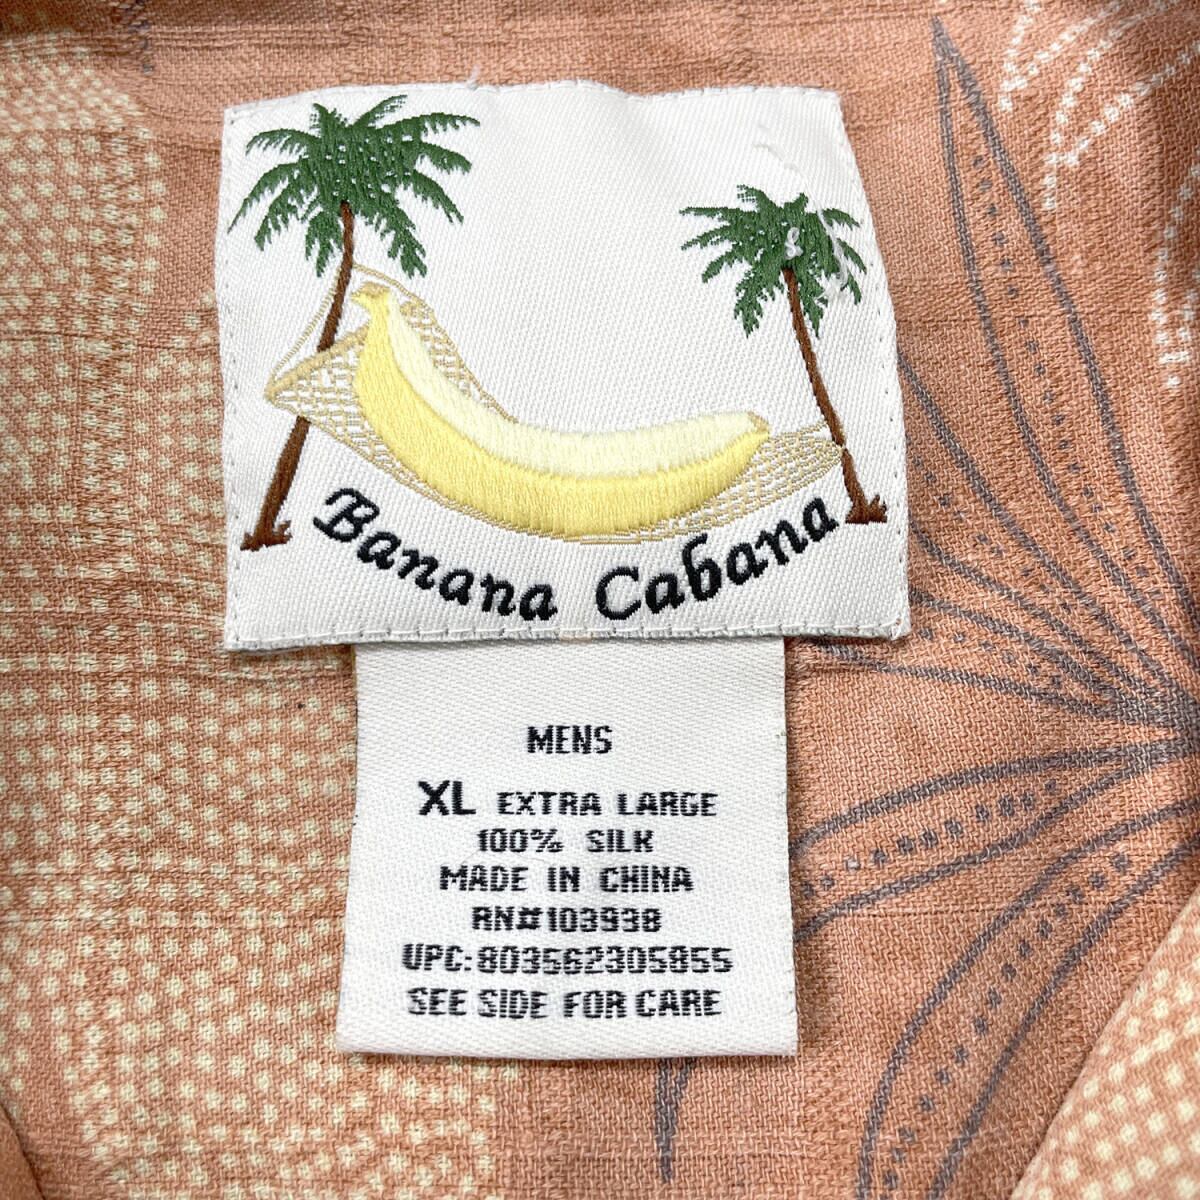 Banana Cabana
MENS
XL EXTRA LARGE
100% SILK
MADE IN CHINA
RN#103938
UPC:803562305855
SEE SIDE FOR CARE